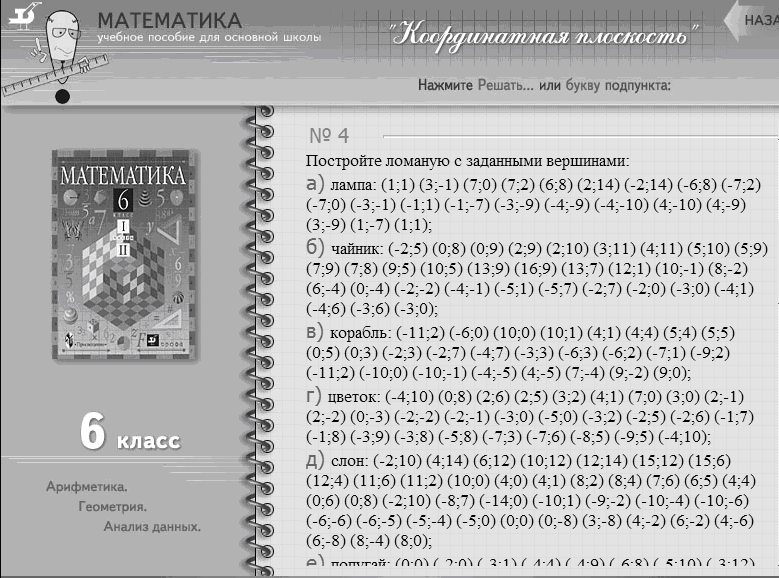 МАТЕМАТИКА
учебное пособие для основной школы
"Координатная плоскость"
НАЗА
Нажмите Решать... или букву подпункта:
№ 4
Постройте ломаную с заданными вершинами:
а) лампа: (1;1) (3;-1) (7;0) (7;2) (6;8) (2;14) (-2;14) (-6;8) (-7;2)
(-7;0) (-3;-1) (-1;1) (-1;-7) (-3;-9) (-4;-9) (-4;-10) (4;-10) (4;-9)
(3;-9) (1;-7) (1;1);
б) чайник: (-2;5) (0;8) (0;9) (2;9) (2;10) (3;11) (4;11) (5;10) (5;9)
(7;9) (7;8) (9;5) (10;5) (13;9) (16;9) (13;7) (12;1) (10;-1) (8;-2)
(6;-4) (0;-4) (-2;-2) (-4;-1) (-5;1) (-5;7) (-2;7) (-2;0) (-3;0) (-4;1)
(-4;6) (-3;6) (-3;0);
в) корабль: (-11;2) (-6;0) (10;0) (10;1) (4;1) (4;4) (5;4) (5;5)
(0;5) (0;3) (-2;3) (-2;7) (-4;7) (-3;3) (-6;3) (-6;2) (-7;1) (-9;2)
(-11;2) (-10;0) (-10;-1) (-4;-5) (4;-5) (7;-4) (9;-2) (9;0);
г) цветок: (-4;10) (0;8) (2;6) (2;5) (3;2) (4;1) (7;0) (3;0) (2;-1)
(2;-2) (0;-3) (-2;-2) (-2;-1) (-3;0) (-5;0) (-3;2) (-2;5) (-2;6) (-1;7)
(-1;8) (-3;9) (-3;8) (-5;8) (-7;3) (-7;6) (-8;5) (-9;5) (-4;10);
д) слон: (-2;10) (4;14) (6;12) (10;12) (12;14) (15;12) (15;6)
(12;4) (11;6) (11;2) (10;0) (4;0) (4;1) (8;2) (8;4) (7;6) (6;5) (4;4)
(0;6) (0;8) (-2;10) (-8;7) (-14;0) (-10;1) (-9;-2) (-10;-4) (-10;-6)
(-6;-6) (-6;-5) (-5;-4) (-5;0) (0;0) (0;-8) (3;-8) (4;-2) (6;-2) (4;-6)
(6;-8) (8;-4) (8;0);
е) попугай: (0;0) (-2;0) (-3;1) (-4;4) (-4;9) (-6;8) (-5;10) (-3;12)
МАТЕМАТИКА
6
КЛАСС
I
II
6 класс
Арифметика.
Геометрия.
Анализ данных.